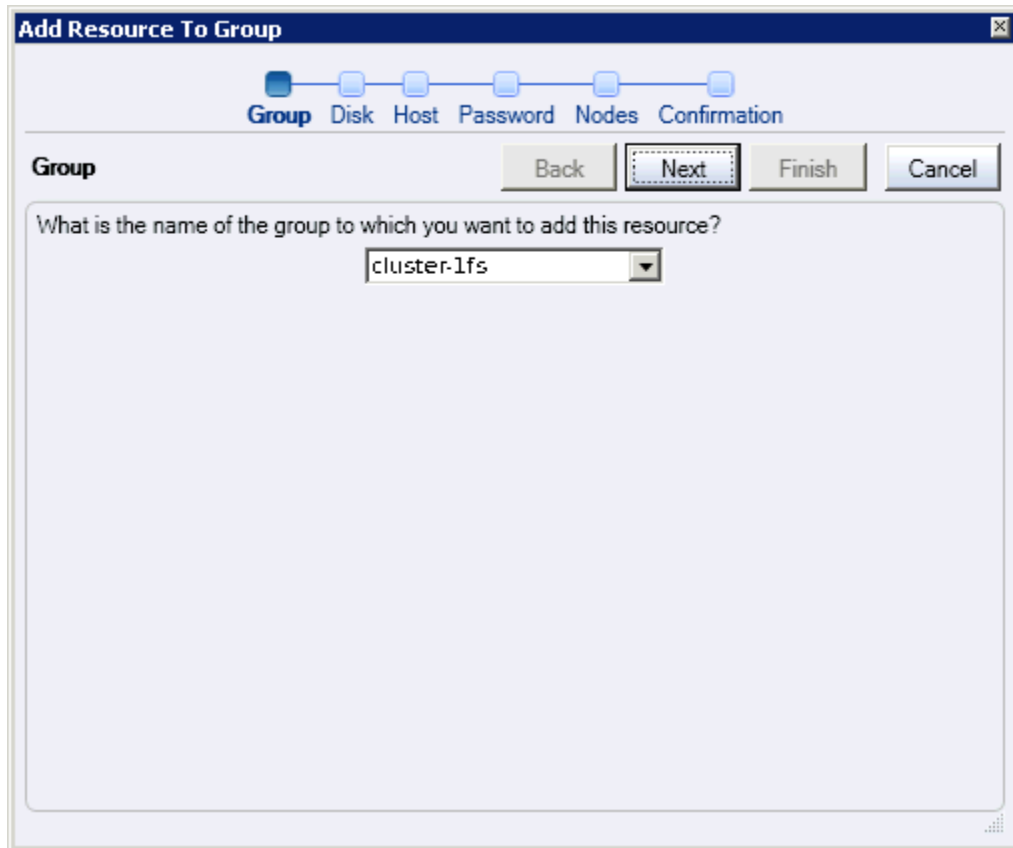 Add Resource To Group
Group Disk Host Password Nodes Confirmation
Group Back Next Finish Cancel
What is the name of the group to which you want to add this resource?
cluster-1fs